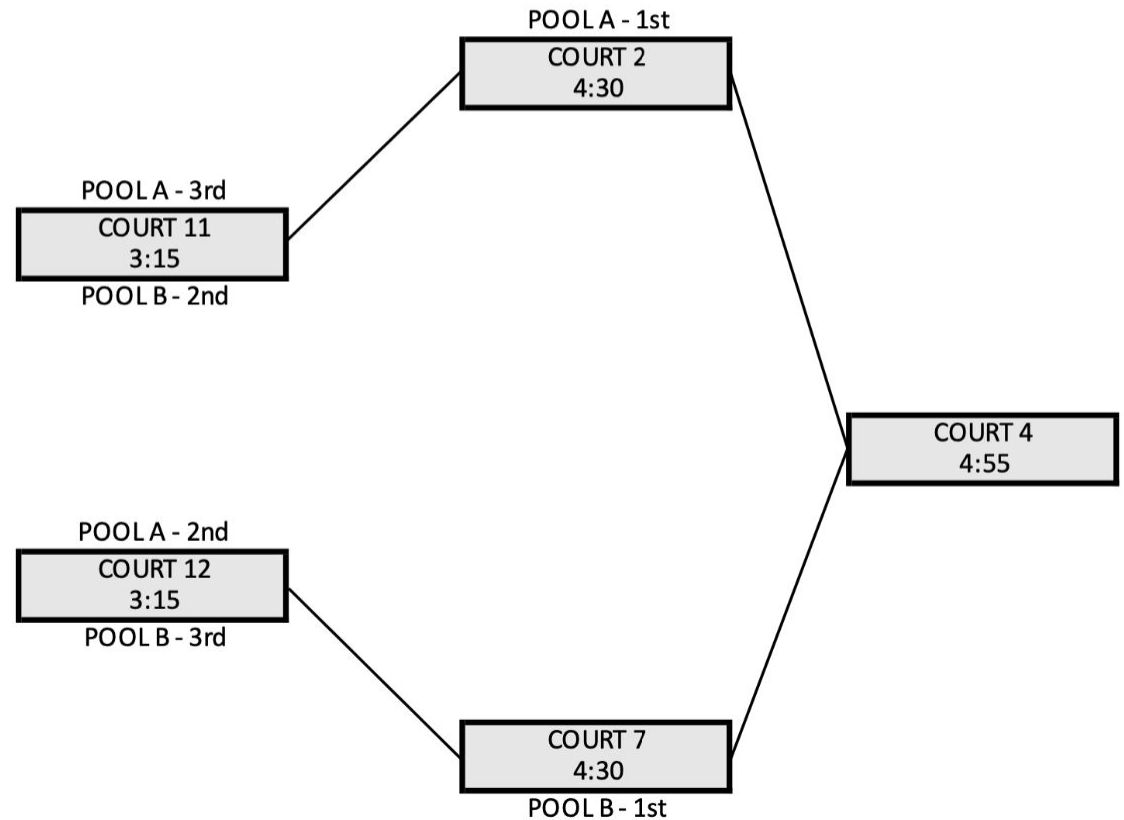 POOL A - 1st
COURT 2
4:30
POOL A - 3rd
COURT 11
3:15
POOL B - 2nd
COURT 4
4:55
POOL A - 2nd
COURT 12
3:15
POOL B - 3rd
COURT 7
4:30
POOL B - 1st